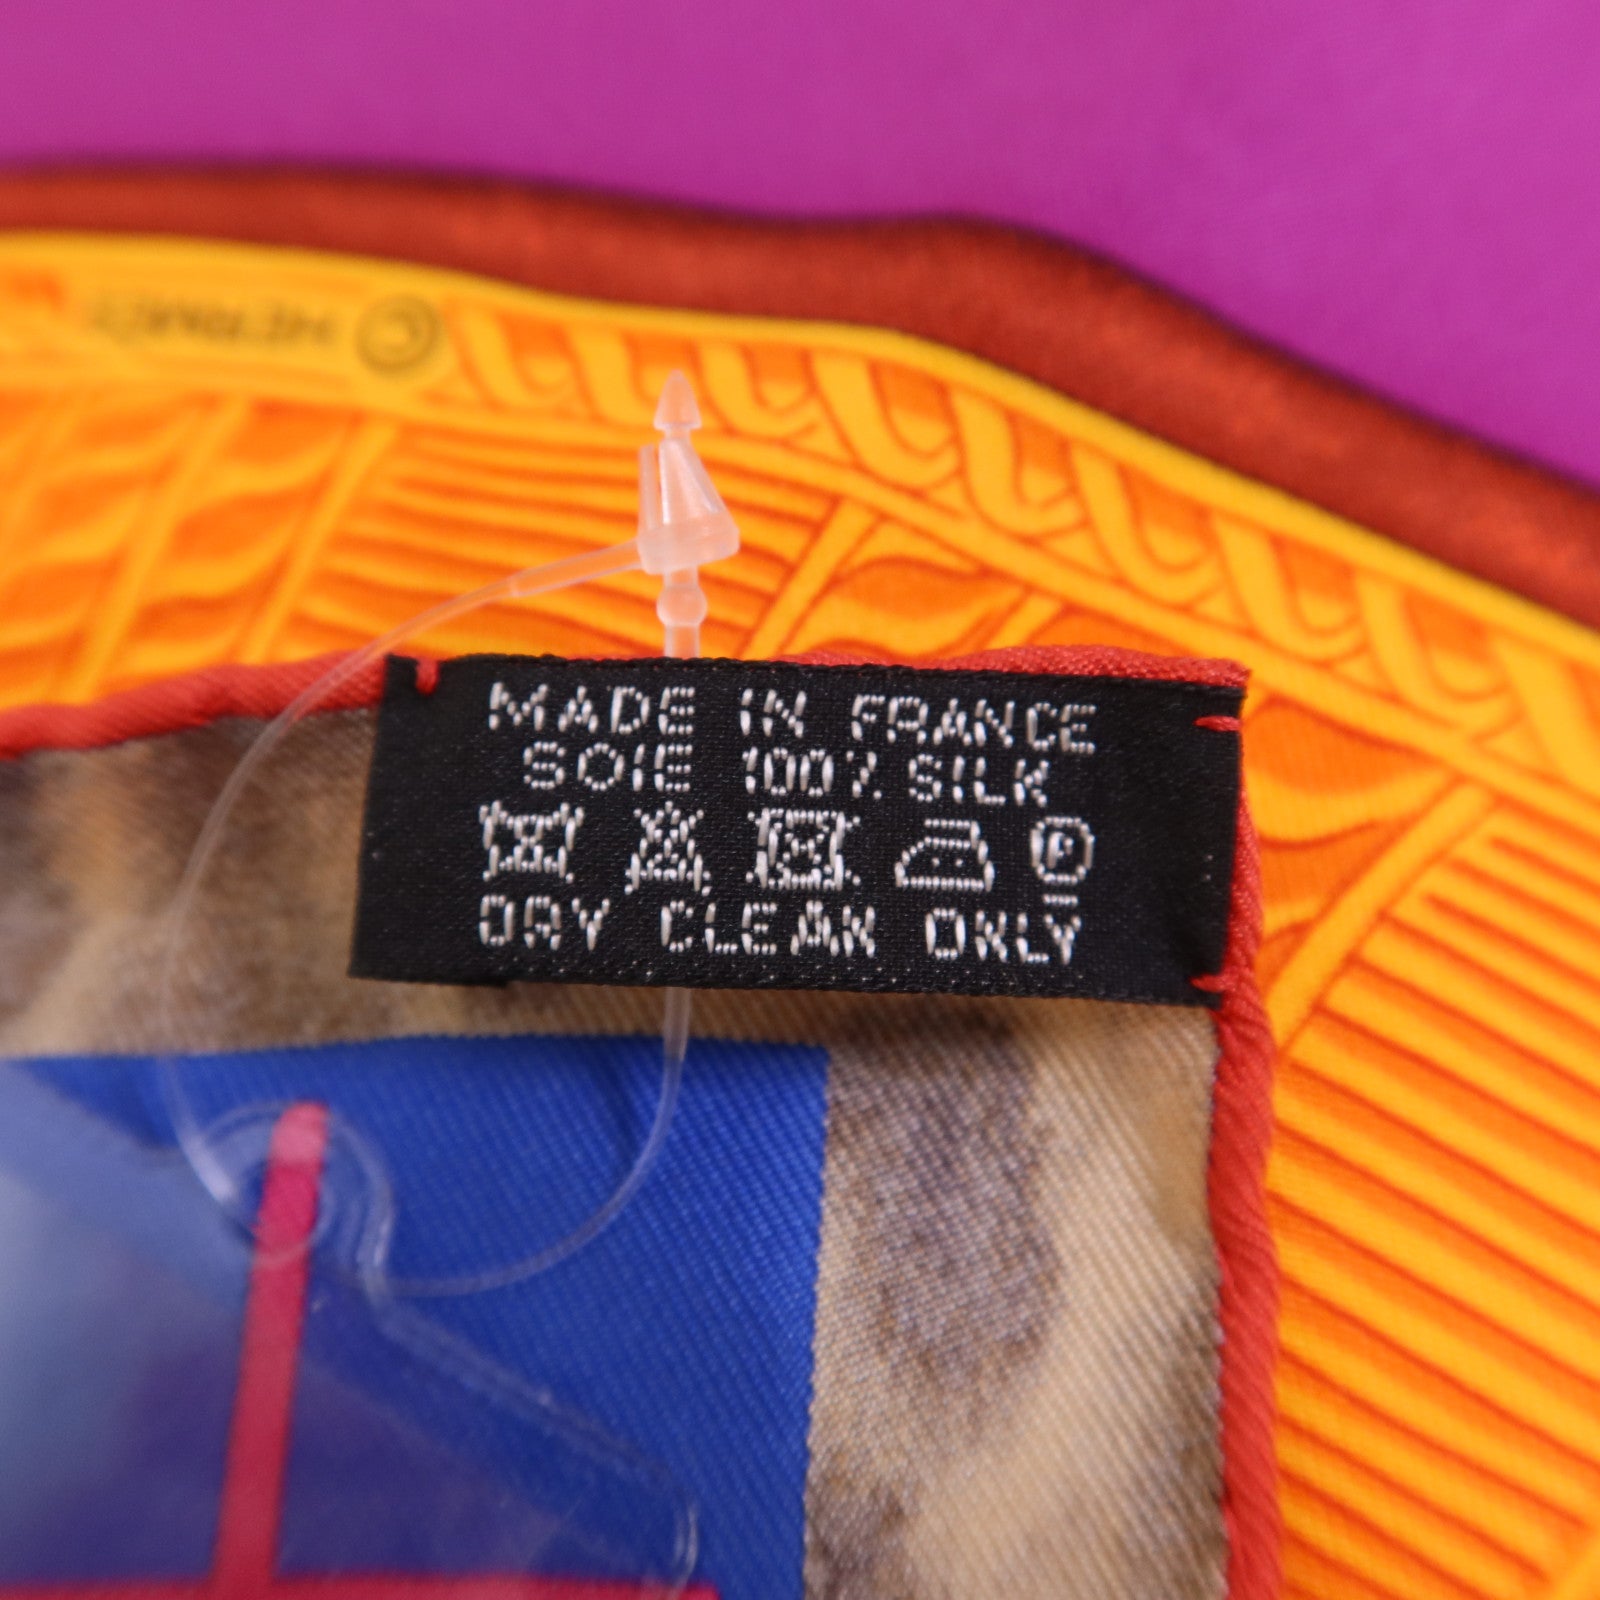 MADE IN FRANCE
SOIE 100% SILK
P
DRY CLEAN ONLY